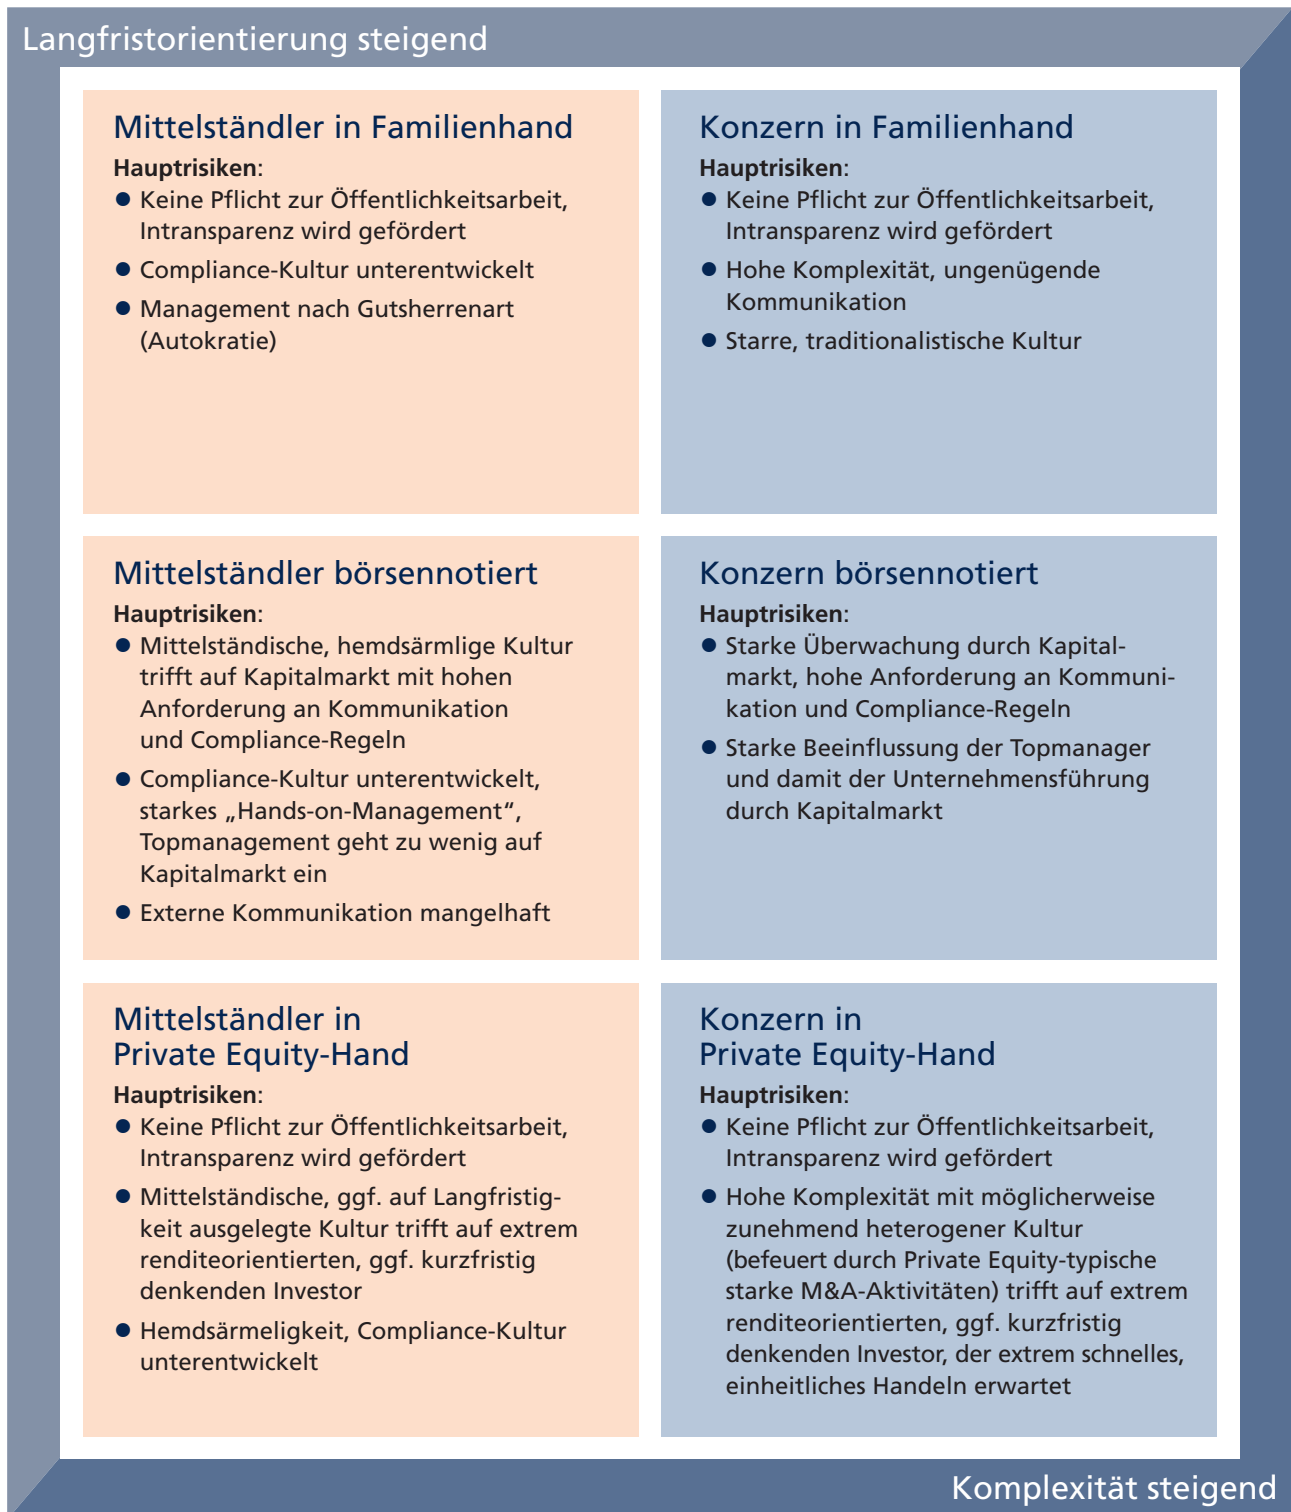 Langfristorientierung steigend
Mittelständler in Familienhand
Hauptrisiken:
● Keine Pflicht zur Öffentlichkeitsarbeit,
Intransparenz wird gefördert
● Compliance-Kultur unterentwickelt
● Management nach Gutsherrenart
(Autokratie)
Konzern in Familienhand
Hauptrisiken:
● Keine Pflicht zur Öffentlichkeitsarbeit,
Intransparenz wird gefördert
● Hohe Komplexität, ungenügende
Kommunikation
● Starre, traditionalistische Kultur
Mittelständler börsennotiert
Hauptrisiken:
● Mittelständische, hemdsärmlige Kultur
trifft auf Kapitalmarkt mit hohen
Anforderung an Kommunikation
und Compliance-Regeln
● Compliance-Kultur unterentwickelt,
starkes „Hands-on-Management“,
Topmanagement geht zu wenig auf
Kapitalmarkt ein
● Externe Kommunikation mangelhaft
Konzern börsennotiert
Hauptrisiken:
● Starke Überwachung durch Kapital-
markt, hohe Anforderung an Kommuni-
kation und Compliance-Regeln
● Starke Beeinflussung der Topmanager
und damit der Unternehmensführung
durch Kapitalmarkt
Mittelständler in
Private Equity-Hand
Hauptrisiken:
● Keine Pflicht zur Öffentlichkeitsarbeit,
Intransparenz wird gefördert
● Mittelständische, ggf. auf Langfristig-
keit ausgelegte Kultur trifft auf extrem
renditeorientierten, ggf. kurzfristig
denkenden Investor
● Hemdsärmeligkeit, Compliance-Kultur
unterentwickelt
Konzern in
Private Equity-Hand
Hauptrisiken:
● Keine Pflicht zur Öffentlichkeitsarbeit,
Intransparenz wird gefördert
● Hohe Komplexität mit möglicherweise
zunehmend heterogener Kultur
(befeuert durch Private Equity-typische
starke M&A-Aktivitäten) trifft auf extrem
renditeorientierten, ggf. kurzfristig
denkenden Investor, der extrem schnelles,
einheitliches Handeln erwartet
Komplexität steigend